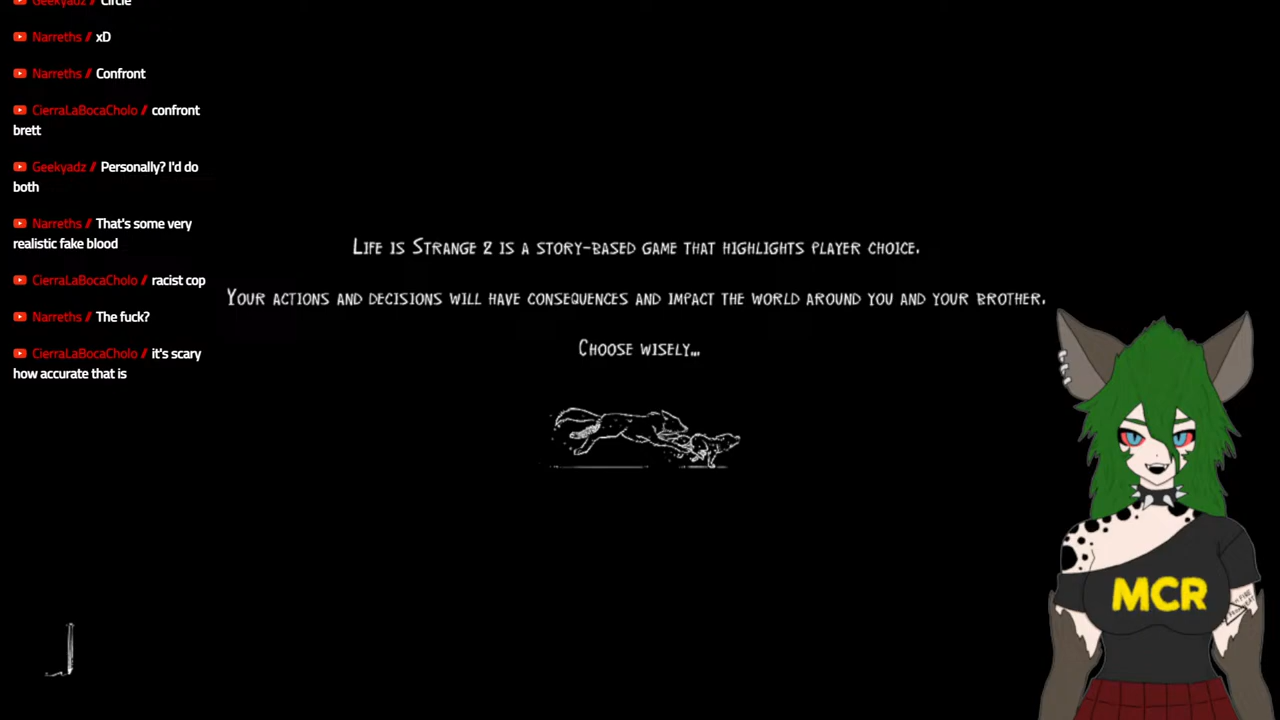 Geekyadz // Circle
Narreths // xD
Narreths // Confront
CierraLaBocaCholo // confront
brett
Geekyadz // Personally? I'd do
both
Narreths // That's some very
realistic fake blood
CierraLaBocaCholo // racist cop
Narreths // The fuck?
CierraLaBocaCholo // it's scary
how accurate that is
LIFE IS STRANGE 2 IS A STORY-BASED GAME THAT HIGHLIGHTS PLAYER CHOICE.
YOUR ACTIONS AND DECISIONS WILL HAVE CONSEQUENCES AND IMPACT THE WORLD AROUND YOU AND YOUR BROTHER.
CHOOSE WISELY...
MCR